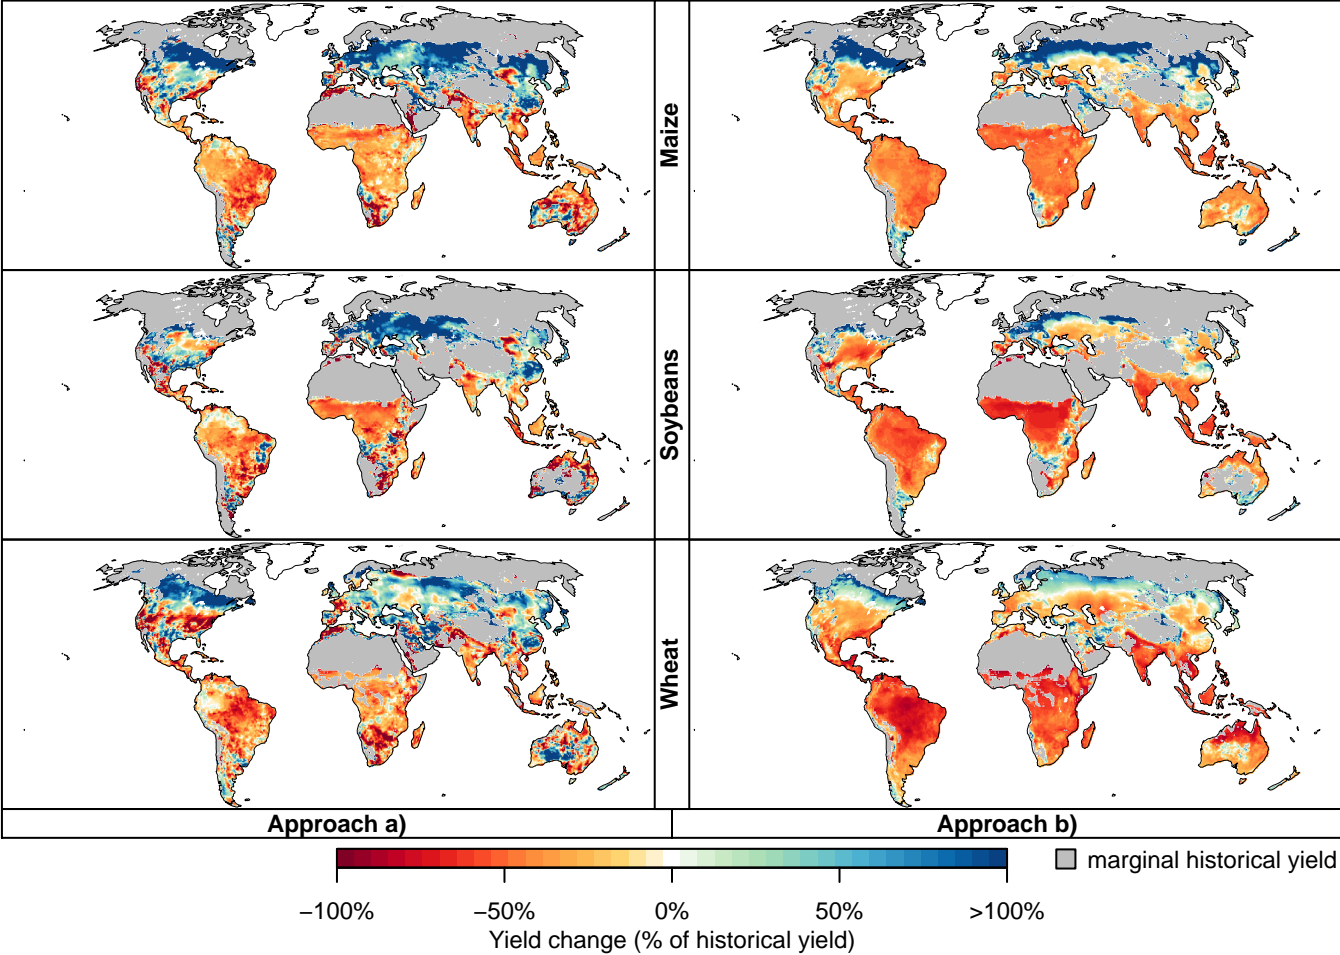 Maize
Soybeans
Wheat
Approach a)
Approach b)
marginal historical yield
−100%
−50%
0%
50%
>100%
Yield change (% of historical yield)